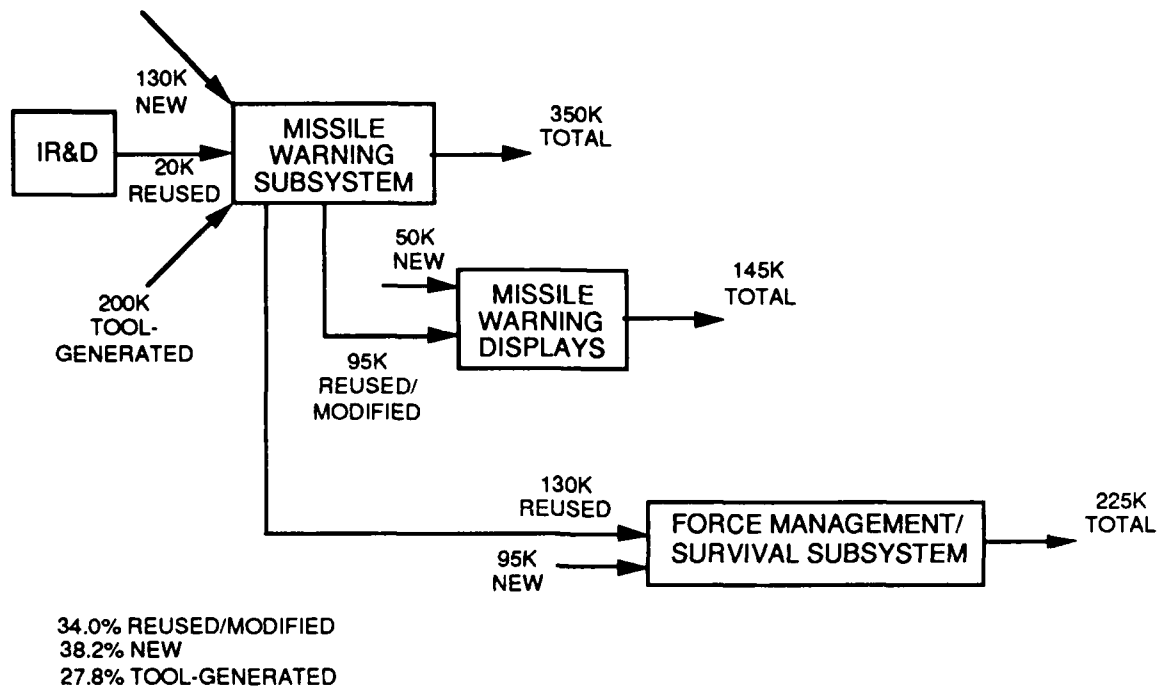 130K
NEW
IR&D
20K
REUSED
200K
TOOL-
GENERATED
MISSILE
WARNING
SUBSYSTEM
350K
TOTAL
50K
NEW
95K
REUSED/
MODIFIED
MISSILE
WARNING
DISPLAYS
145K
TOTAL
130K
REUSED
95K
NEW
FORCE MANAGEMENT/
SURVIVAL SUBSYSTEM
225K
TOTAL
34.0% REUSED/MODIFIED
38.2% NEW
27.8% TOOL-GENERATED